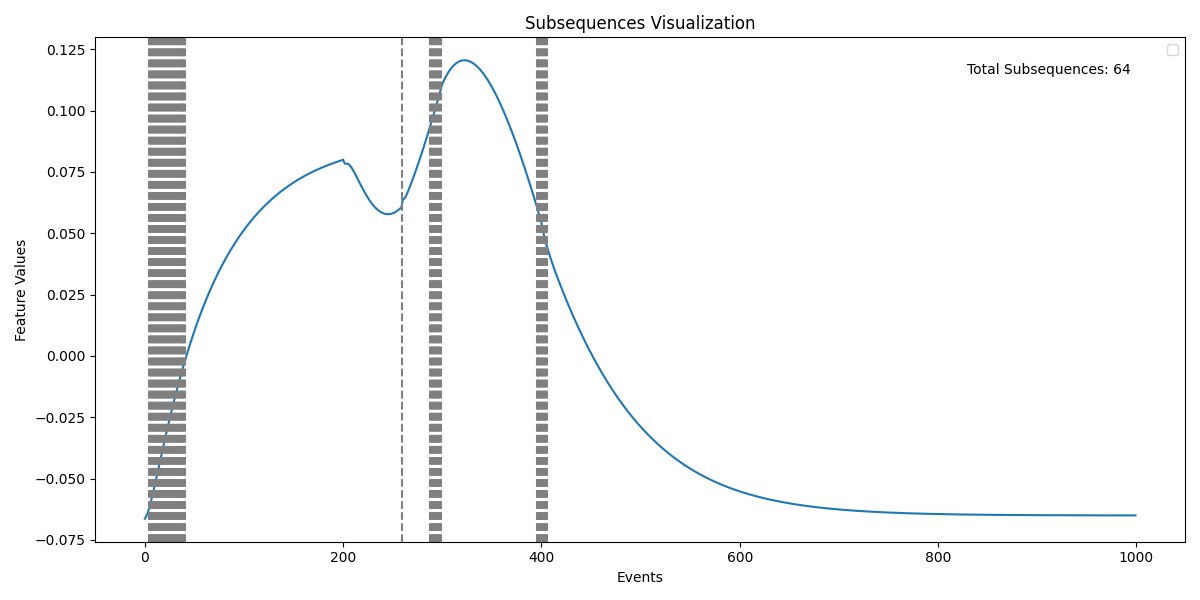 Subsequences Visualization
Total Subsequences: 64
Feature Values
0.125
0.100
0.075
0.050
0.025
0.000
−0.025
−0.050
−0.075
0 200 400 600 800 1000
Events